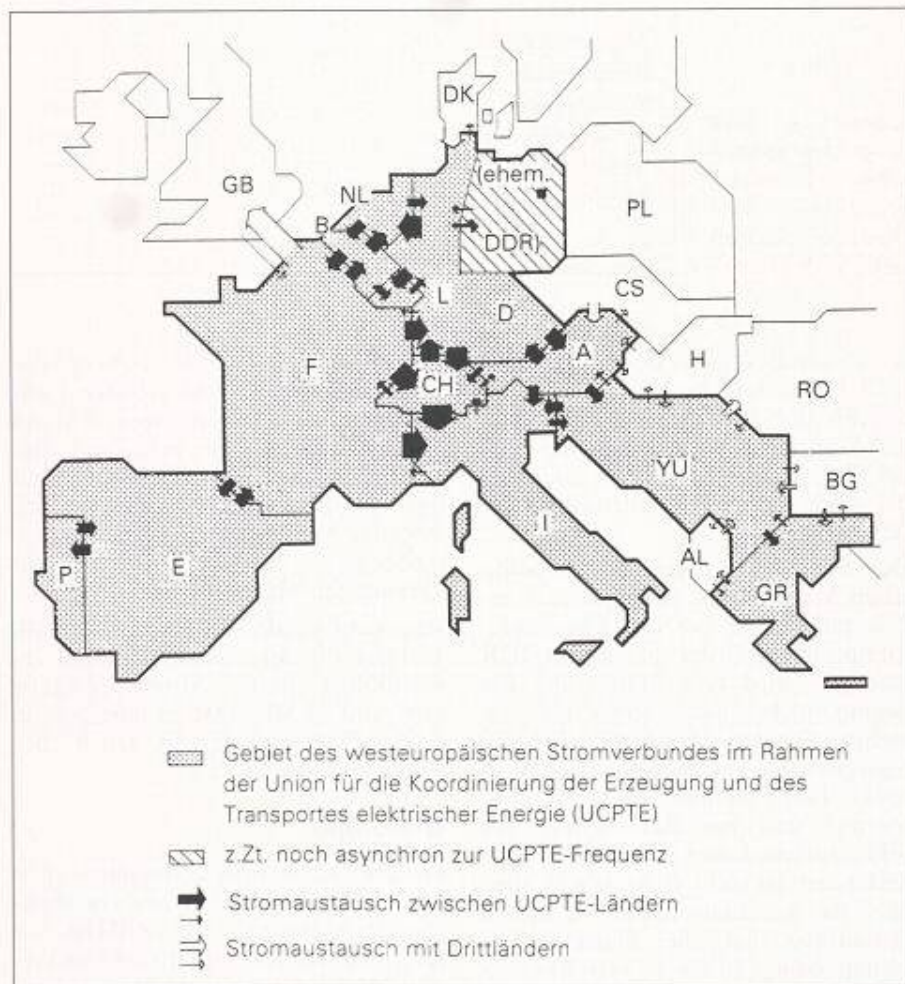 DK
(ehem.
GB
NL
PL
B
DDR)
CS
L
D
A
H
F
CH
RO
YU
BG
I
AL
P
E
GR
Gebiet des westeuropäischen Stromverbundes im Rahmen
der Union für die Koordinierung der Erzeugung und des
Transportes elektrischer Energie (UCPTE)
z.Zt. noch asynchron zur UCPTE-Frequenz
Stromaustausch zwischen UCPTE-Ländern
Stromaustausch mit Drittländern